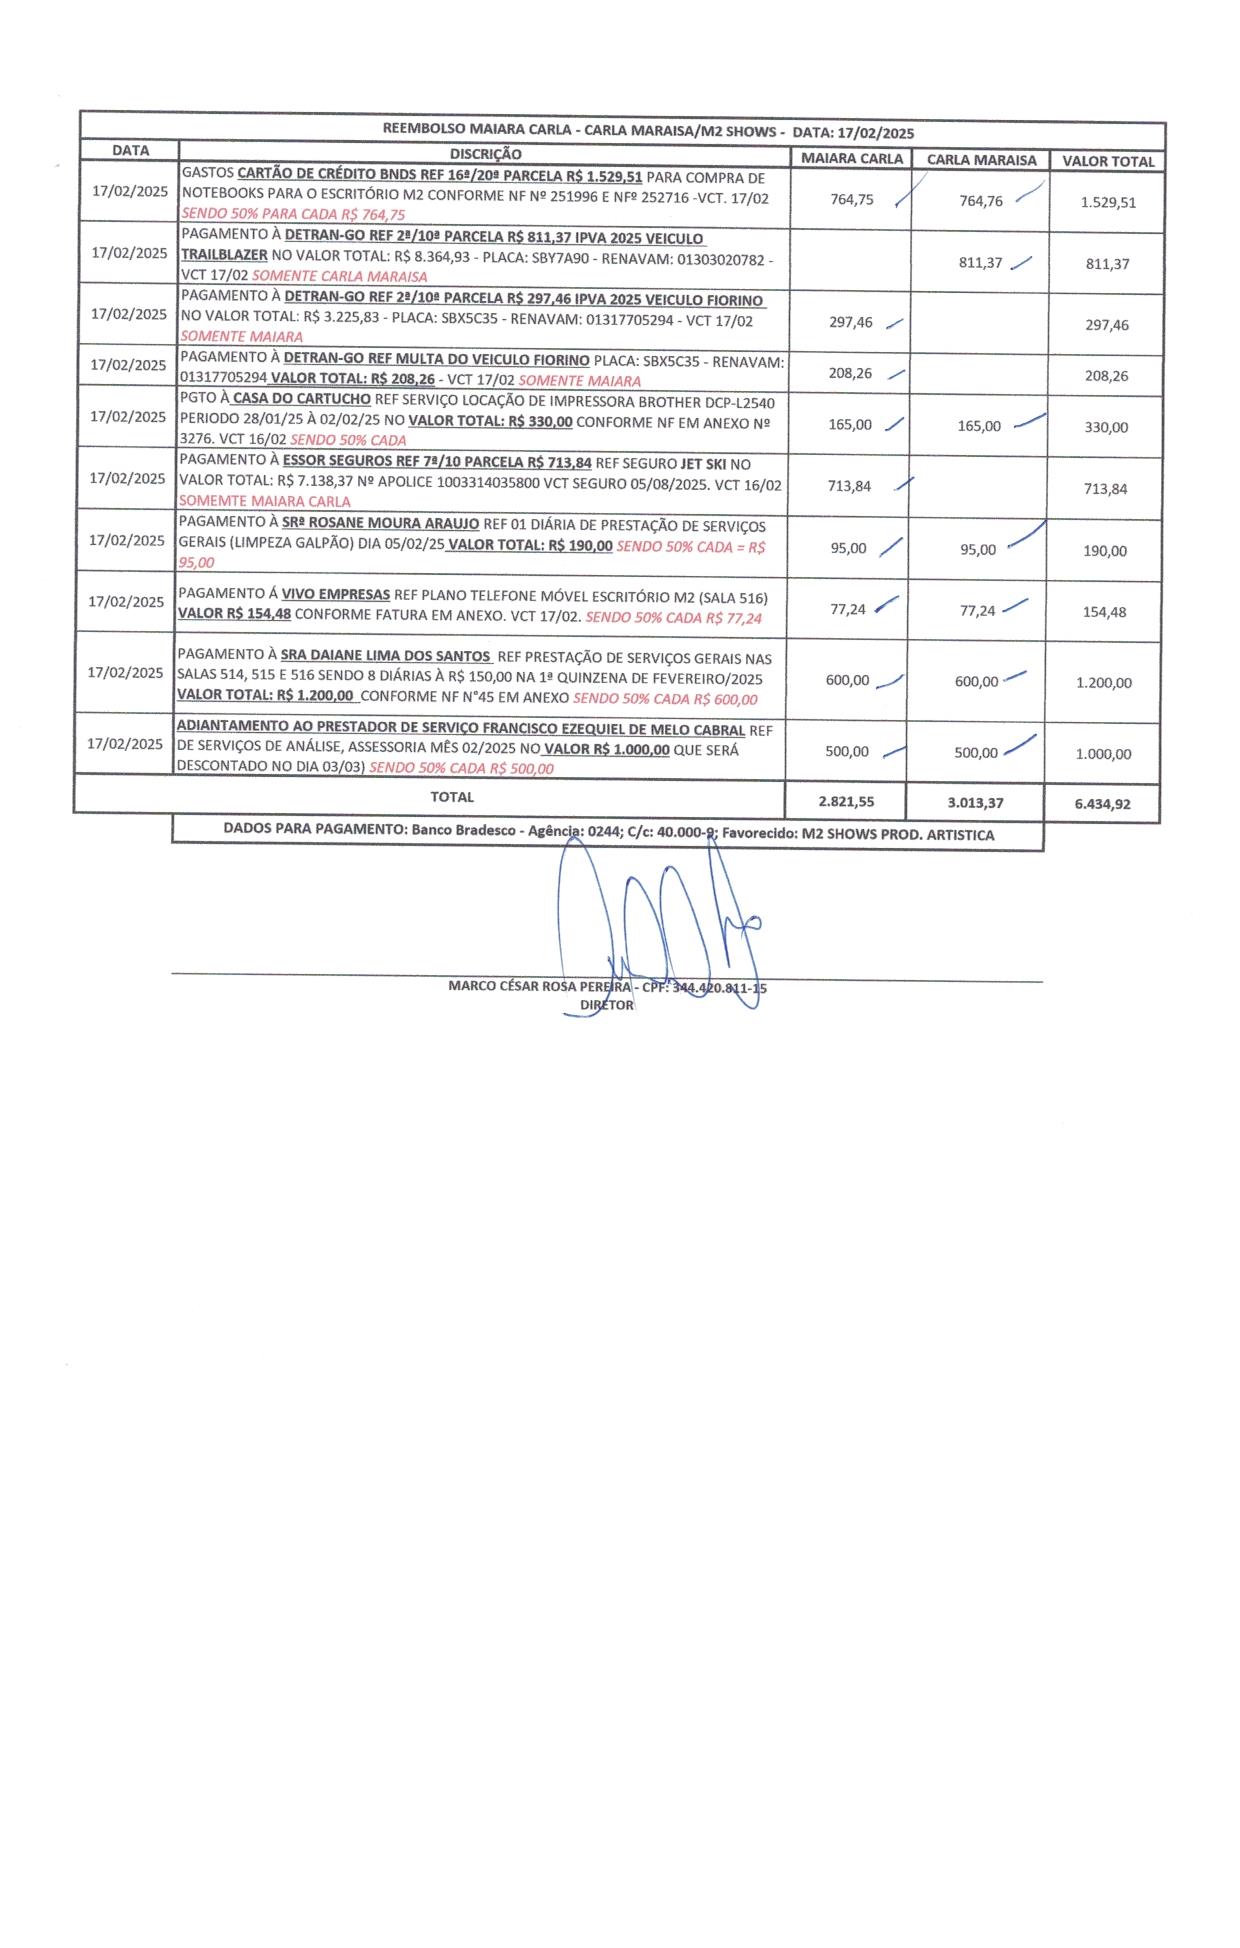 REEMBOLSO MAIARA CARLA - CARLA MARAISA/M2 SHOWS - DATA: 17/02/2025
DATA DISCRIÇÃO MAIARA CARLA CARLA MARAISA VALOR TOTAL
GASTOS CARTÃO DE CRÉDITO BNDS REF 16ª/20ª PARCELA R$ 1.529,51 PARA COMPRA DE
17/02/2025 NOTEBOOKS PARA O ESCRITÓRIO M2 CONFORME NF Nº 251996 E NFº 252716 -VCT. 17/02 764,75 764,76 1.529,51
SENDO 50% PARA CADA R$ 764,75
PAGAMENTO À DETRAN-GO REF 2ª/10ª PARCELA R$ 811,37 IPVA 2025 VEICULO
17/02/2025 TRAILBLAZER NO VALOR TOTAL: R$ 8.364,93 - PLACA: SBY7A90 - RENAVAM: 01303020782 - 811,37 811,37
VCT 17/02 SOMENTE CARLA MARAISA
PAGAMENTO À DETRAN-GO REF 2ª/10ª PARCELA R$ 297,46 IPVA 2025 VEICULO FIORINO
17/02/2025 NO VALOR TOTAL: R$ 3.225,83 - PLACA: SBX5C35 - RENAVAM: 01317705294 - VCT 17/02 297,46 297,46
SOMENTE MAIARA
PAGAMENTO À DETRAN-GO REF MULTA DO VEICULO FIORINO PLACA: SBX5C35 - RENAVAM:
17/02/2025 01317705294 VALOR TOTAL: R$ 208,26 - VCT 17/02 SOMENTE MAIARA 208,26 208,26
PGTO À CASA DO CARTUCHO REF SERVIÇO LOCAÇÃO DE IMPRESSORA BROTHER DCP-L2540
17/02/2025 PERIODO 28/01/25 À 02/02/25 NO VALOR TOTAL: R$ 330,00 CONFORME NF EM ANEXO Nº 165,00 165,00 330,00
3276. VCT 16/02 SENDO 50% CADA
PAGAMENTO À ESSOR SEGUROS REF 7ª/10 PARCELA R$ 713,84 REF SEGURO JET SKI NO
17/02/2025 VALOR TOTAL: R$ 7.138,37 Nº APOLICE 1003314035800 VCT SEGURO 05/08/2025. VCT 16/02 713,84 713,84
SOMEMTE MAIARA CARLA
PAGAMENTO À SRª ROSANE MOURA ARAUJO REF 01 DIÁRIA DE PRESTAÇÃO DE SERVIÇOS
17/02/2025 GERAIS (LIMPEZA GALPÃO) DIA 05/02/25 VALOR TOTAL: R$ 190,00 SENDO 50% CADA = R$ 95,00 95,00 190,00
95,00
PAGAMENTO Á VIVO EMPRESAS REF PLANO TELEFONE MÓVEL ESCRITÓRIO M2 (SALA 516)
17/02/2025 VALOR R$ 154,48 CONFORME FATURA EM ANEXO. VCT 17/02. SENDO 50% CADA R$ 77,24 77,24 77,24 154,48
PAGAMENTO À SRA DAIANE LIMA DOS SANTOS REF PRESTAÇÃO DE SERVIÇOS GERAIS NAS
17/02/2025 SALAS 514, 515 E 516 SENDO 8 DIÁRIAS À R$ 150,00 NA 1ª QUINZENA DE FEVEREIRO/2025 600,00 600,00 1.200,00
VALOR TOTAL: R$ 1.200,00 CONFORME NF N°45 EM ANEXO SENDO 50% CADA R$ 600,00
ADIANTAMENTO AO PRESTADOR DE SERVIÇO FRANCISCO EZEQUIEL DE MELO CABRAL REF
17/02/2025 DE SERVIÇOS DE ANÁLISE, ASSESSORIA MÊS 02/2025 NO VALOR R$ 1.000,00 QUE SERÁ 500,00 500,00 1.000,00
DESCONTADO NO DIA 03/03) SENDO 50% CADA R$ 500,00
TOTAL 2.821,55 3.013,37 6.434,92
DADOS PARA PAGAMENTO: Banco Bradesco - Agência: 0244; C/c: 40.000-9; Favorecido: M2 SHOWS PROD. ARTISTICA
MARCO CÉSAR ROSA PEREIRA - CPF: 344.420.811-15
DIRETOR